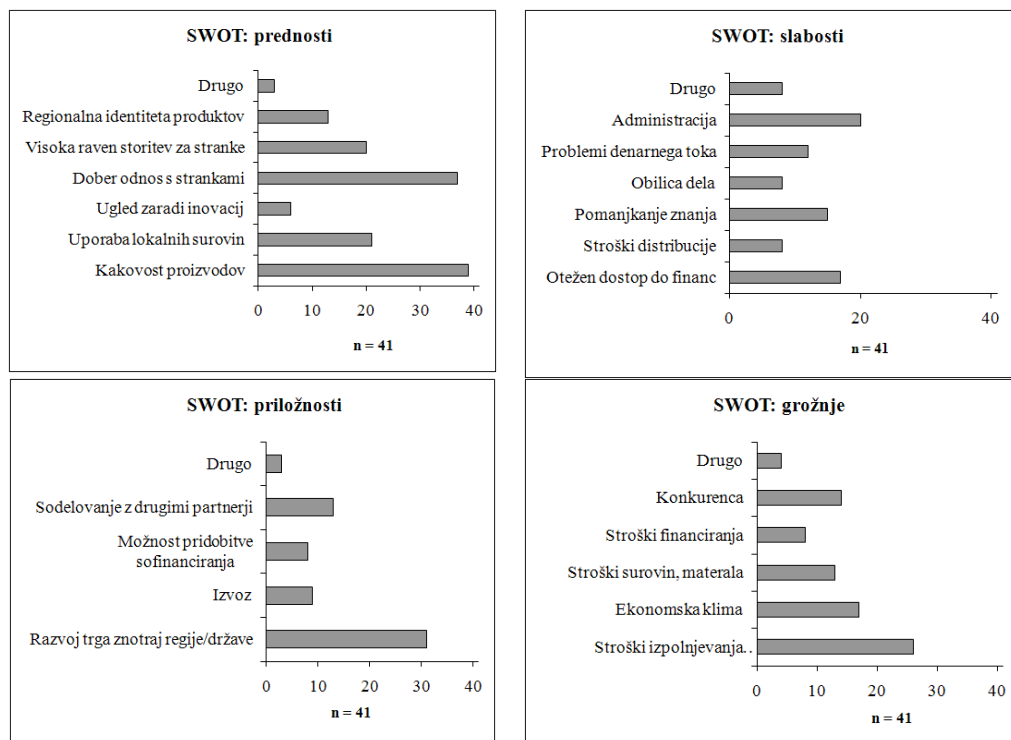 SWOT: prednosti
Drugo
Regionalna identiteta produktov
Visoka raven storitev za stranke
Dober odnos s strankami
Ugled zaradi inovacij
Uporaba lokalnih surovin
Kakovost proizvodov
0 10 20 30 40
n = 41
SWOT: slabosti
Drugo
Administracija
Problemi denarnega toka
Obilica dela
Pomanjkanje znanja
Stroški distribucije
Otežen dostop do financ
0 20 40
n = 41
SWOT: priložnosti
Drugo
Sodelovanje z drugimi partnerji
Možnost pridobitve
sofinanciranja
Izvoz
Razvoj trga znotraj regije/države
0 10 20 30 40
n = 41
SWOT: grožnje
Drugo
Konkurenca
Stroški financiranja
Stroški surovin, materala
Ekonomska klima
Stroški izpolnjevanja..
0 10 20 30 40
n = 41